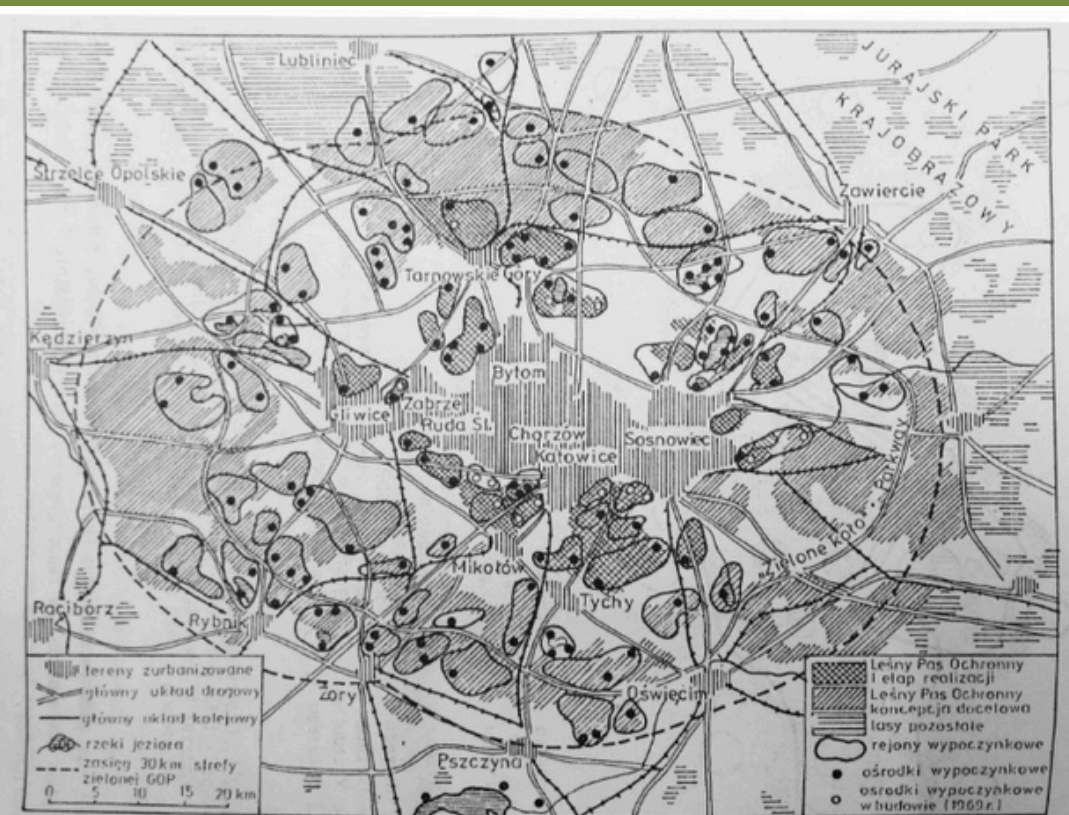 Lubliniec
JURAJSKI PARK
KRAJOBRAZOWY
Strzelce Opolskie
Zawiercie
Tarnowskie Góry
Kędzierzyn
Bytom
Gliwice
Zabrze
Ruda Śl.
Chorzów
Katowice
Sosnowiec
"Zielone koło" - Parkway
Mikołów
Tychy
Racibórz
Rybnik
Żory
Oświęcim
Pszczyna
tereny zurbanizowane
główny układ drogowy
główny układ kolejowy
rzeki jeziora
zasięg 30 km strefy
zielonej GOP
0 5 10 15 20 km
Leśny Pas Ochronny
I etap realizacji
Leśny Pas Ochronny
koncepcja docelowa
lasy pozostałe
rejony wypoczynkowe
ośrodki wypoczynkowe
ośrodki wypoczynkowe
w budowie (1969 r.)